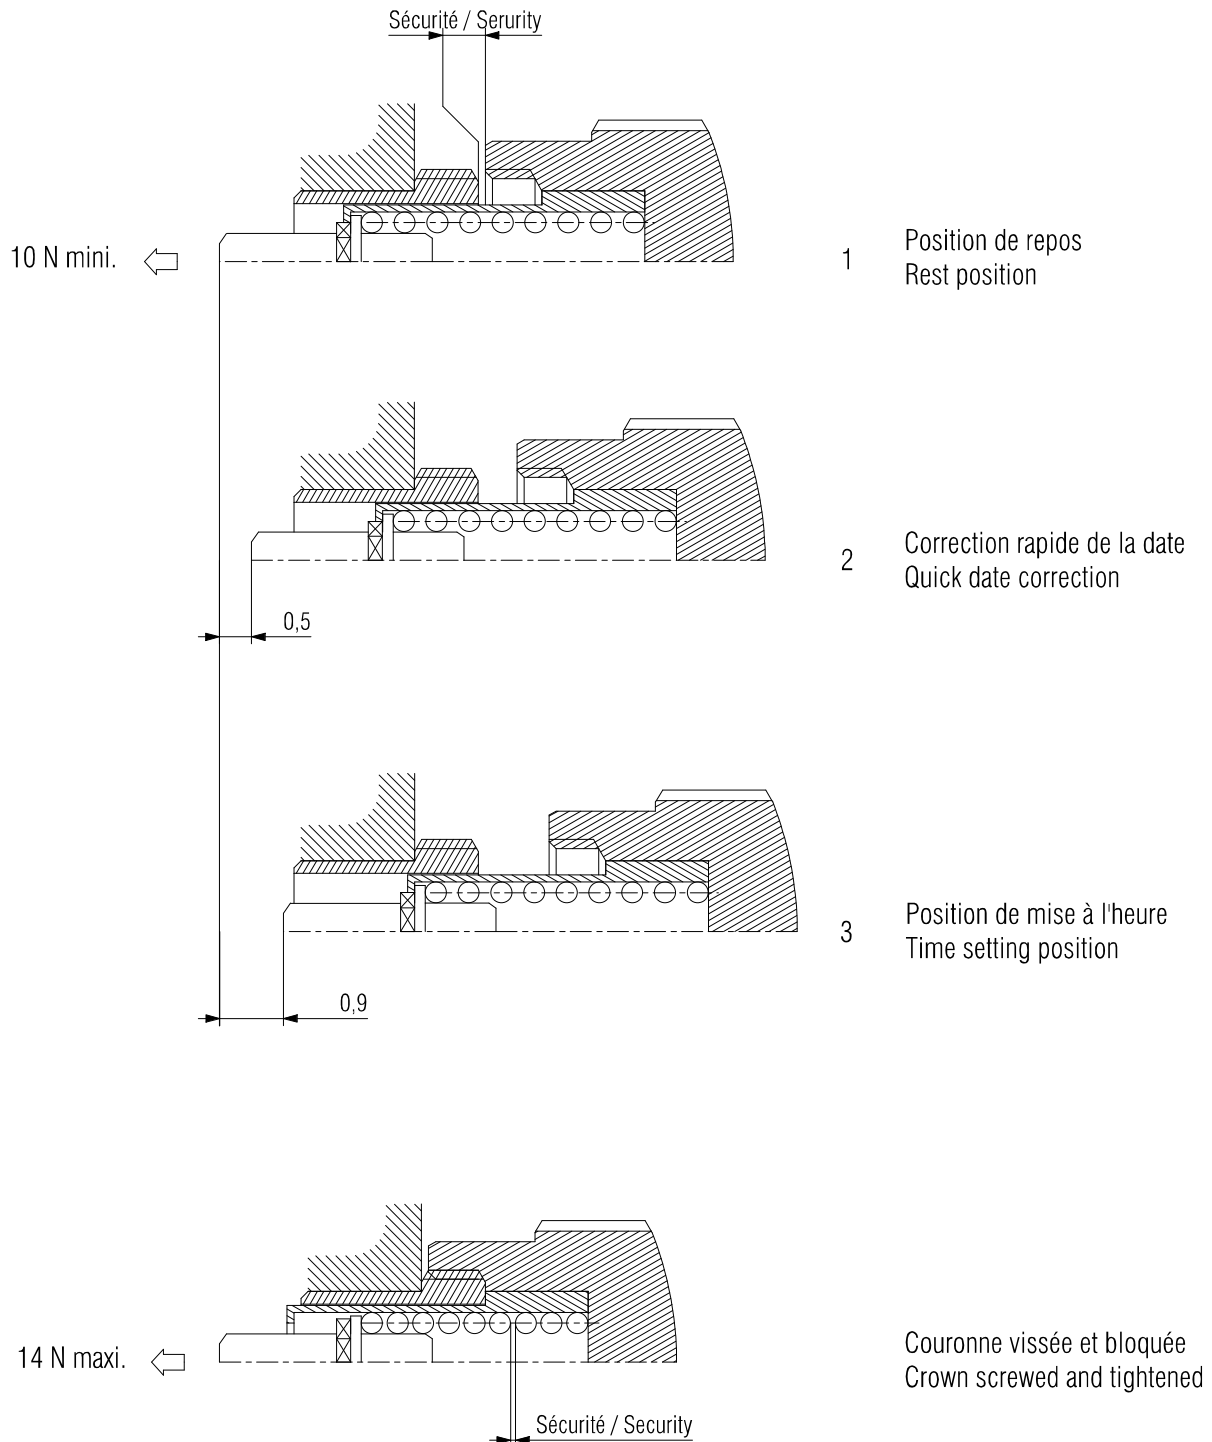 Sécurité / Serurity
10 N mini.
1
Position de repos
Rest position
2
Correction rapide de la date
Quick date correction
0,5
3
Position de mise à l'heure
Time setting position
0,9
14 N maxi.
Couronne vissée et bloquée
Crown screwed and tightened
Sécurité / Security